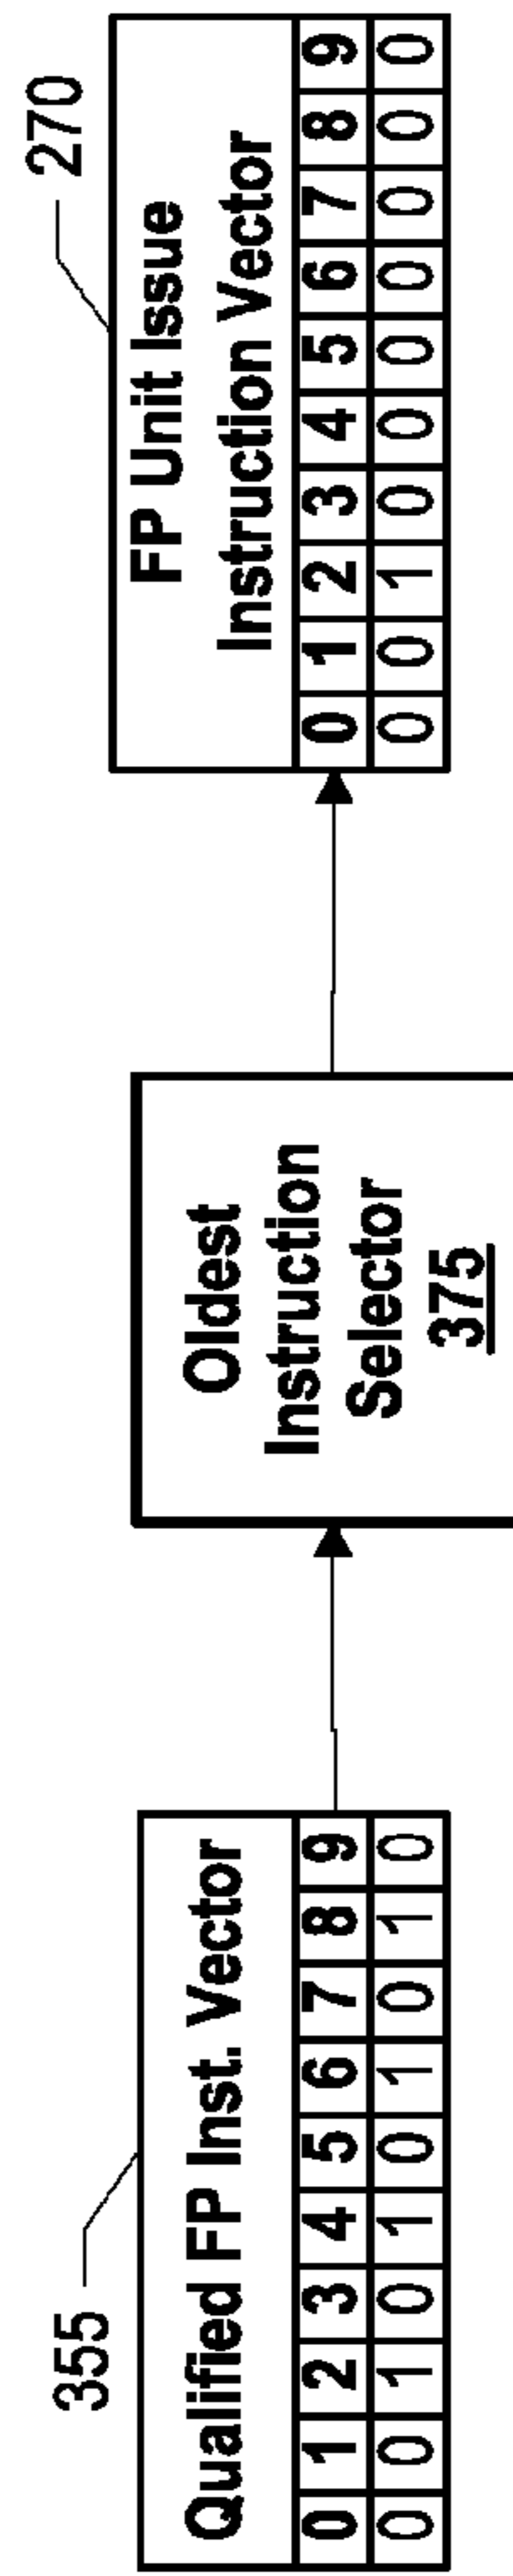 355
Qualified FP Inst. Vector
0 1 2 3 4 5 6 7 8 9
0 0 1 0 1 0 1 0 1 0
Oldest
Instruction
Selector
375
270
FP Unit Issue
Instruction Vector
0 1 2 3 4 5 6 7 8 9
0 0 1 0 0 0 0 0 0 0